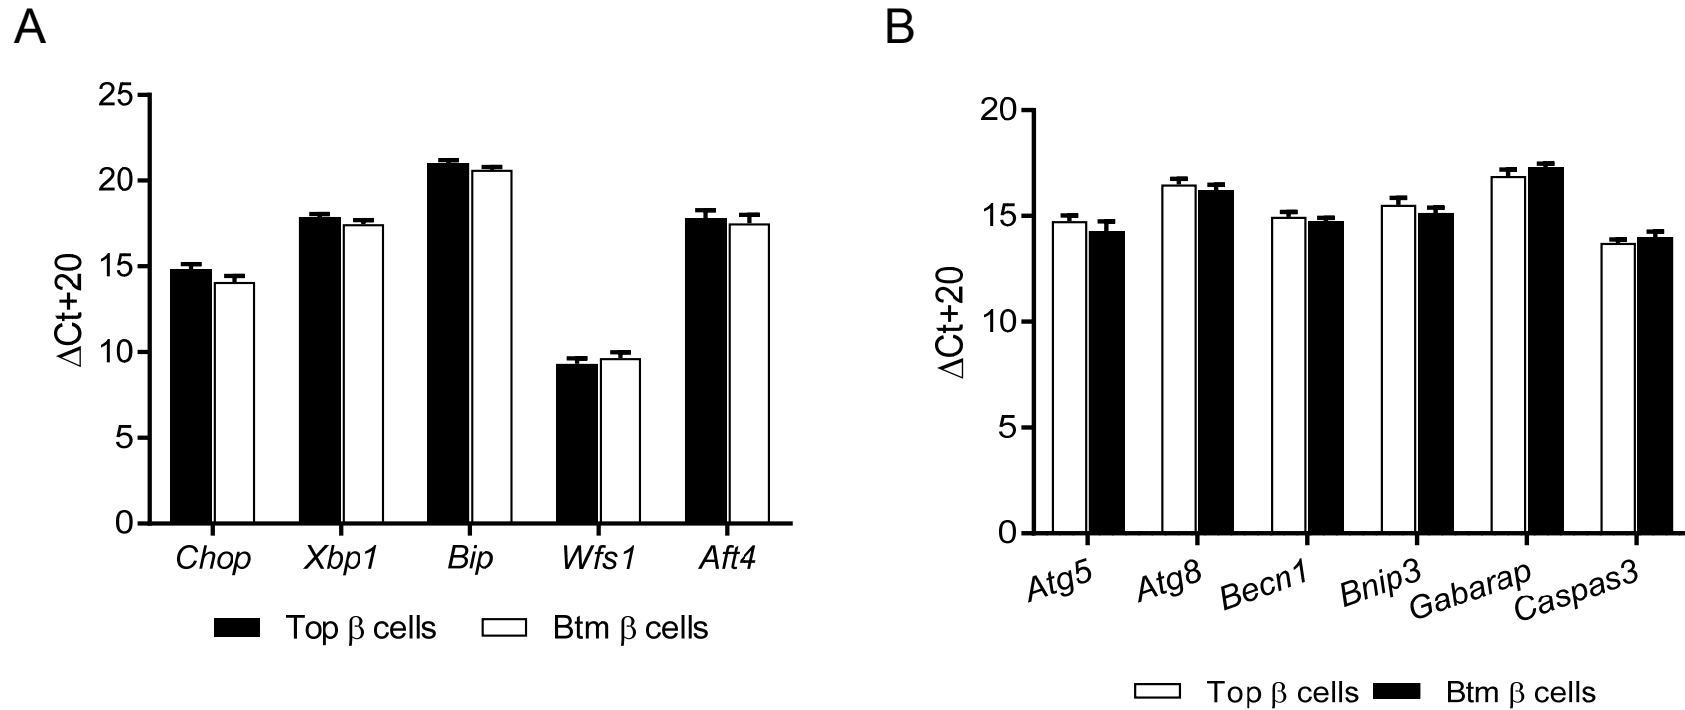 A
B
25
20
15
10
5
0
ΔCt+20
Chop Xbp1 Bip Wfs1 Aft4
Top β cells Btm β cells
20
15
10
5
0
ΔCt+20
Atg5 Atg8 Becn1 Bnip3 Gabarap Caspas3
Top β cells Btm β cells